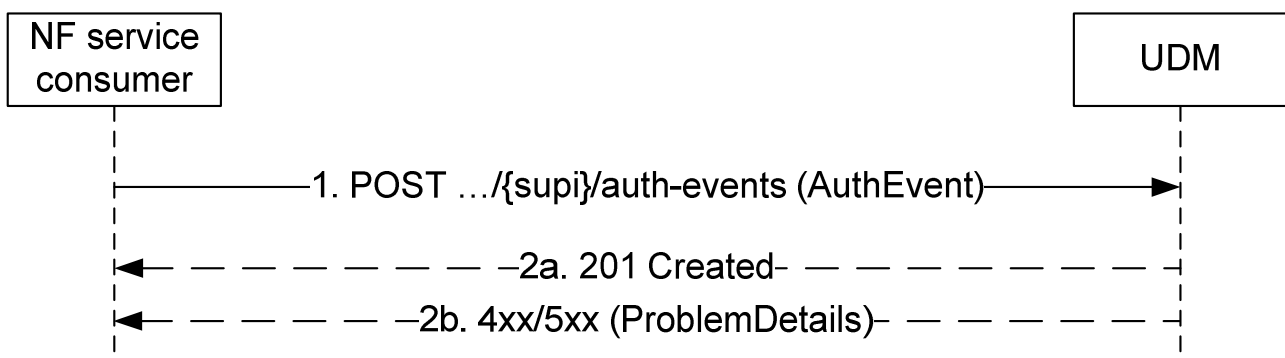 NF service
consumer
UDM
1. POST …/{supi}/auth-events (AuthEvent)
2a. 201 Created
2b. 4xx/5xx (ProblemDetails)